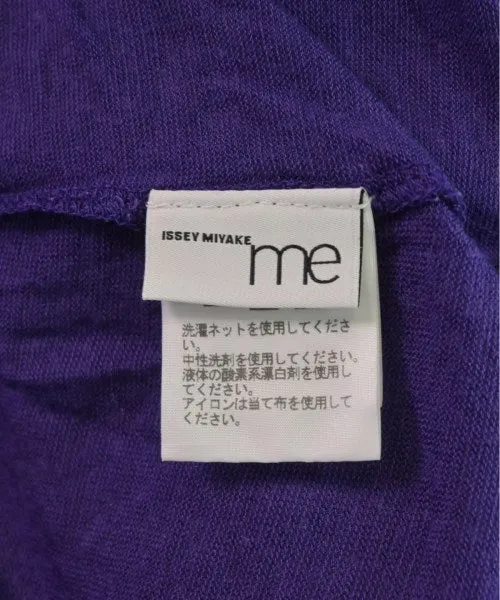 ISSEY MIYAKE me
洗濯ネットを使用してくださ
い。
中性洗剤を使用してください。
液体の酸素系漂白剤を使用し
てください。
アイロンは当て布を使用して
ください。